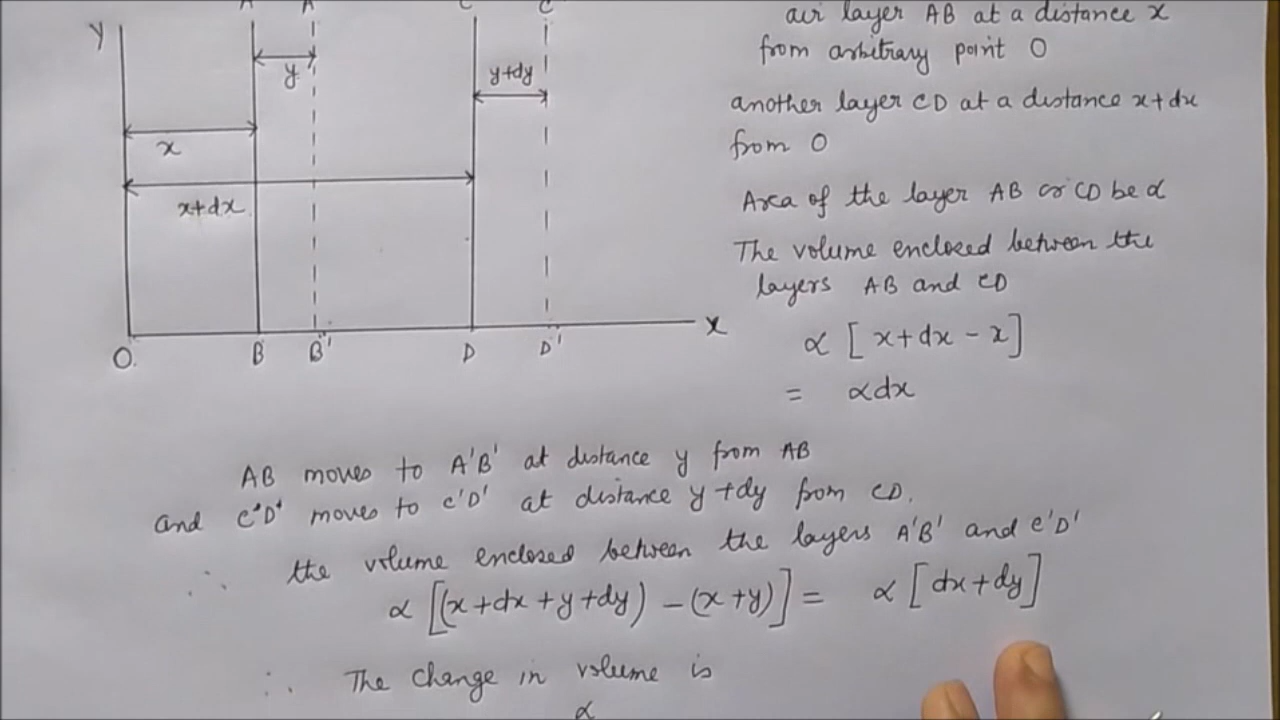 Y
y
y+dy
x
x+dx
O
B
B'
D
D'
X
air layer AB at a distance x
from arbitrary point O
another layer CD at a distance x+dx
from O
Area of the layer AB or CD be α
The volume enclosed between the
layers AB and CD
α [x+dx - x]
= αdx
AB moves to A'B' at distance y from AB
and C'D' moves to C'D' at distance y+dy from CD.
∴ the volume enclosed between the layers A'B' and C'D'
α [(x+dx+y+dy) - (x+y)] = α [dx+dy]
∴ The change in volume is
α